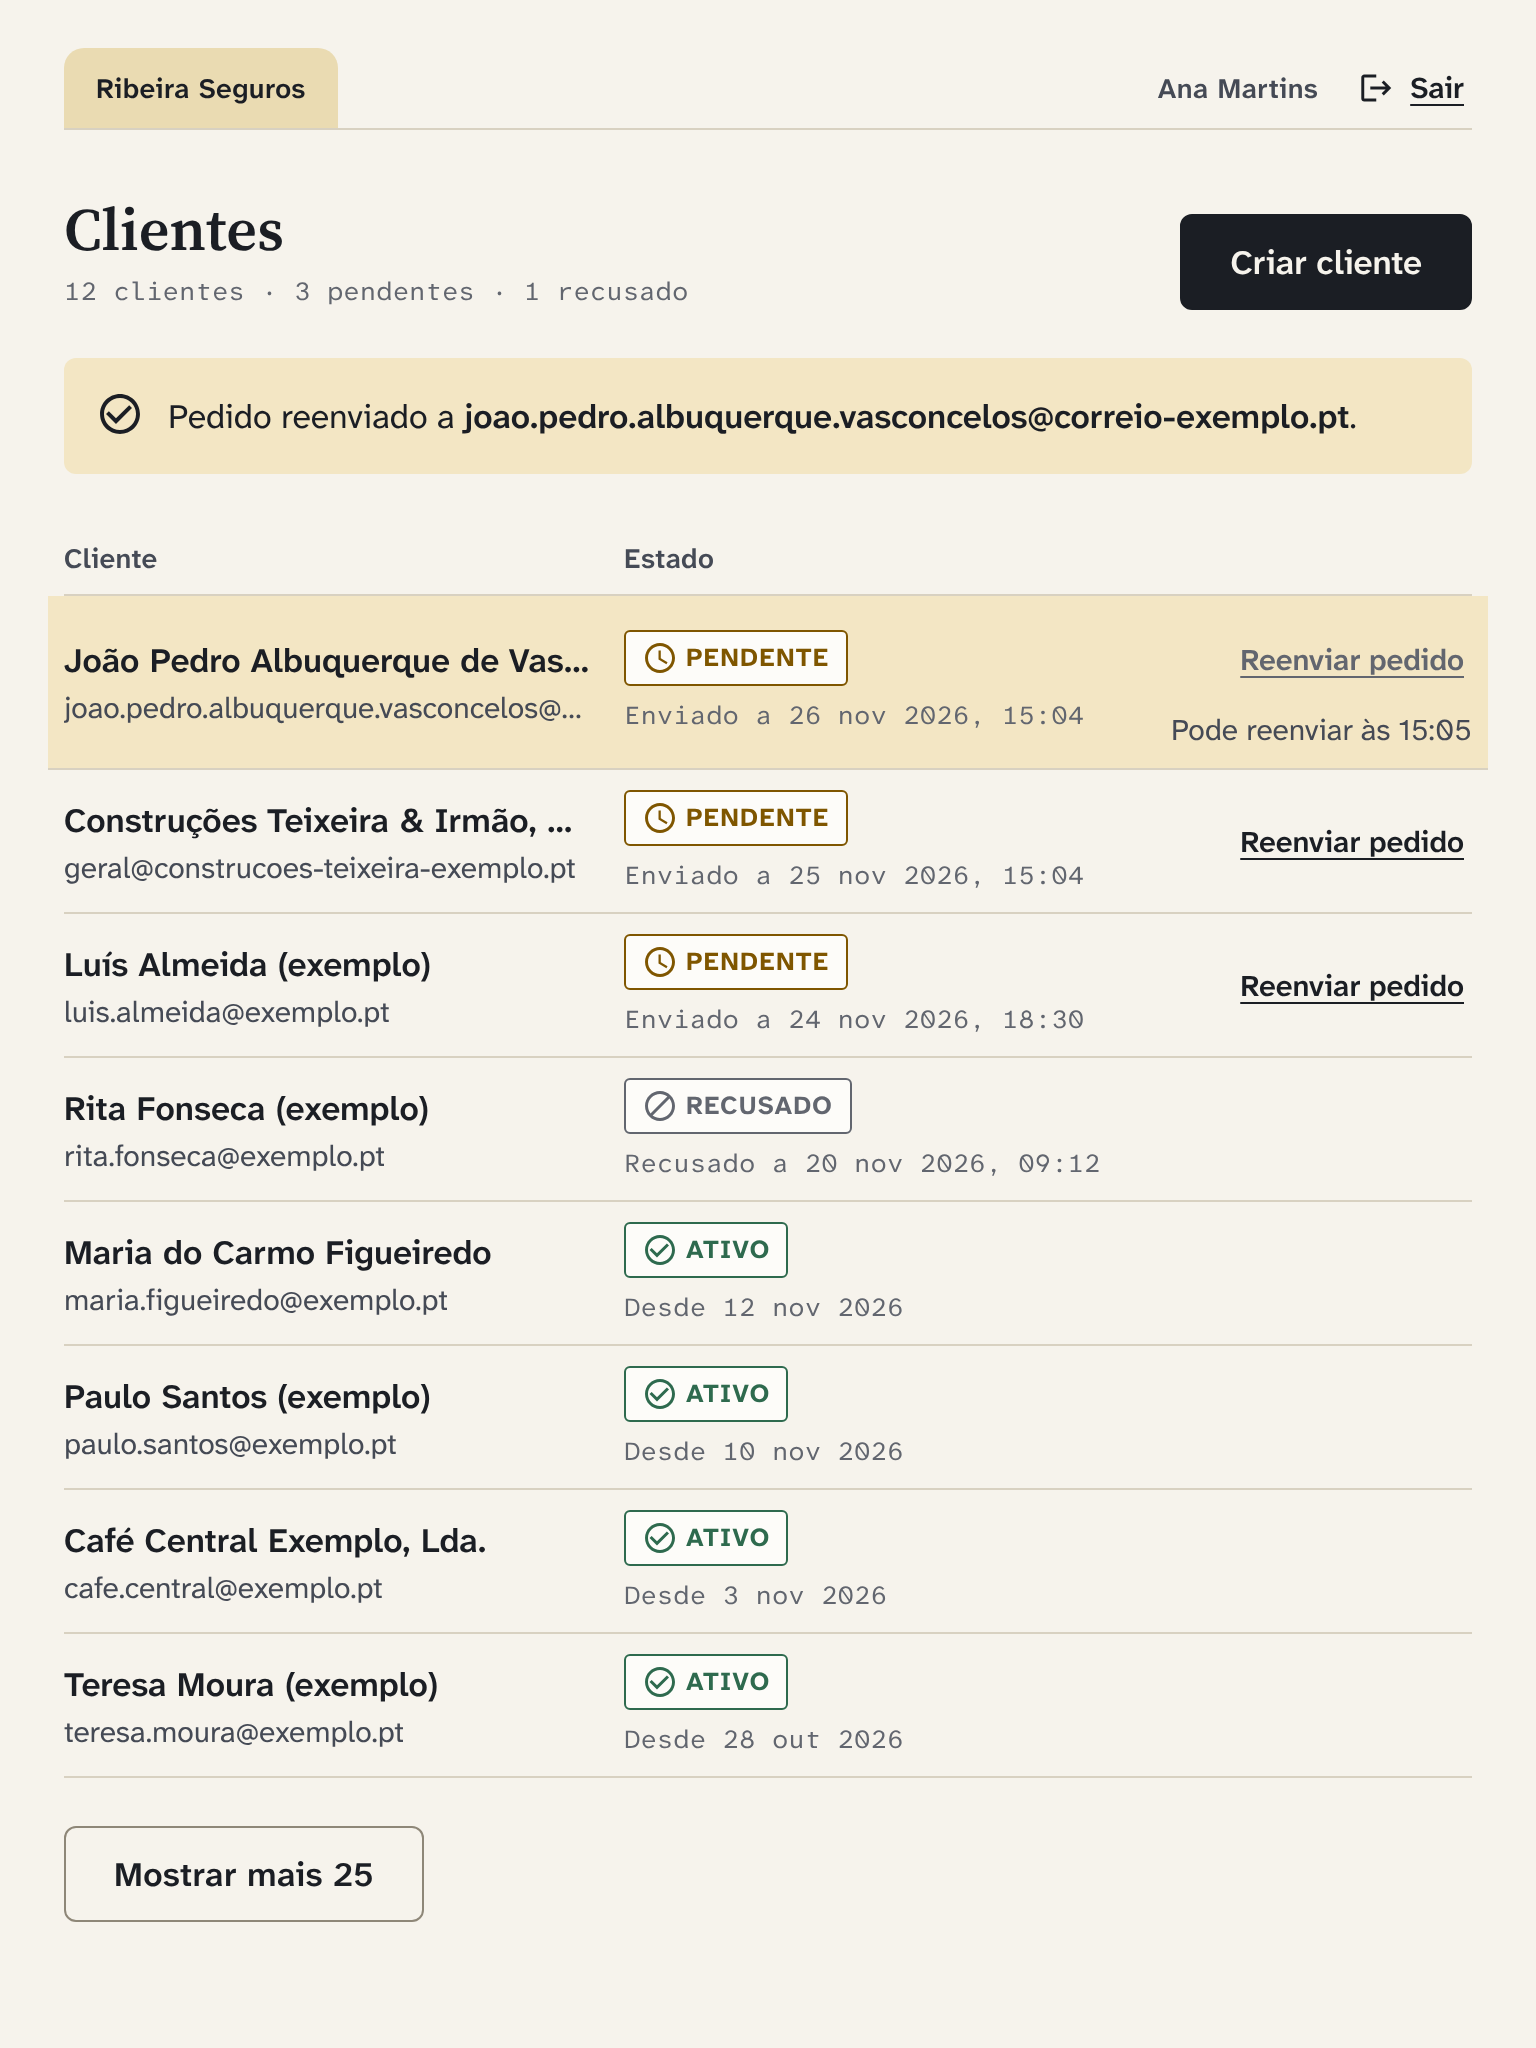 Ribeira Seguros
Ana Martins
Sair
Clientes
12 clientes · 3 pendentes · 1 recusado
Criar cliente
Pedido reenviado a joao.pedro.albuquerque.vasconcelos@correio-exemplo.pt.
Cliente
Estado
João Pedro Albuquerque de Vas...
joao.pedro.albuquerque.vasconcelos@...
PENDENTE
Enviado a 26 nov 2026, 15:04
Reenviar pedido
Pode reenviar às 15:05
Construções Teixeira & Irmão, ...
geral@construcoes-teixeira-exemplo.pt
PENDENTE
Enviado a 25 nov 2026, 15:04
Reenviar pedido
Luís Almeida (exemplo)
luis.almeida@exemplo.pt
PENDENTE
Enviado a 24 nov 2026, 18:30
Reenviar pedido
Rita Fonseca (exemplo)
rita.fonseca@exemplo.pt
RECUSADO
Recusado a 20 nov 2026, 09:12
Maria do Carmo Figueiredo
maria.figueiredo@exemplo.pt
ATIVO
Desde 12 nov 2026
Paulo Santos (exemplo)
paulo.santos@exemplo.pt
ATIVO
Desde 10 nov 2026
Café Central Exemplo, Lda.
cafe.central@exemplo.pt
ATIVO
Desde 3 nov 2026
Teresa Moura (exemplo)
teresa.moura@exemplo.pt
ATIVO
Desde 28 out 2026
Mostrar mais 25